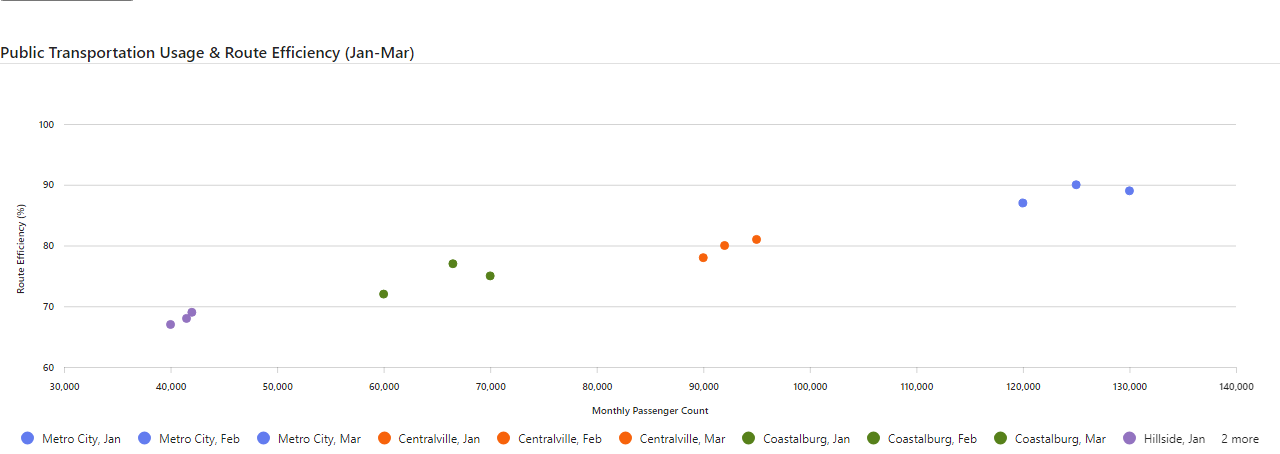 Public Transportation Usage & Route Efficiency (Jan-Mar)
100
90
80
70
60
Route Efficiency (%)
30,000 40,000 50,000 60,000 70,000 80,000 90,000 100,000 110,000 120,000 130,000 140,000
Monthly Passenger Count
Metro City, Jan Metro City, Feb Metro City, Mar Centralville, Jan Centralville, Feb Centralville, Mar Coastalburg, Jan Coastalburg, Feb Coastalburg, Mar Hillside, Jan 2 more